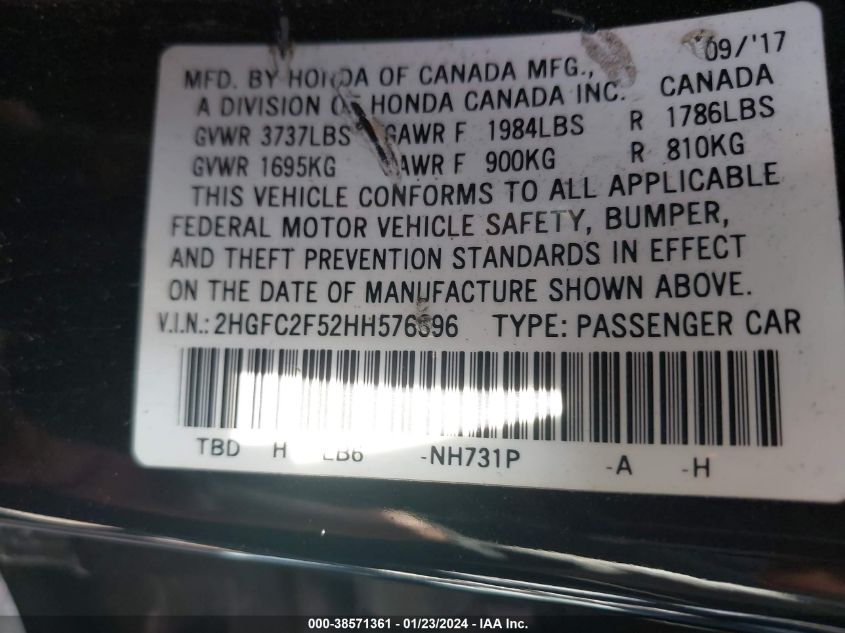 09/'17
MFD. BY HONDA OF CANADA MFG.,
A DIVISION OF HONDA CANADA INC. CANADA
GVWR 3737LBS GAWR F 1984LBS R 1786LBS
GVWR 1695KG GAWR F 900KG R 810KG
THIS VEHICLE CONFORMS TO ALL APPLICABLE
FEDERAL MOTOR VEHICLE SAFETY, BUMPER,
AND THEFT PREVENTION STANDARDS IN EFFECT
ON THE DATE OF MANUFACTURE SHOWN ABOVE.
V.I.N.: 2HGFC2F52HH576696 TYPE: PASSENGER CAR
TBD H LB6 -NH731P -A -H
000-38571361 - 01/23/2024 - IAA Inc.